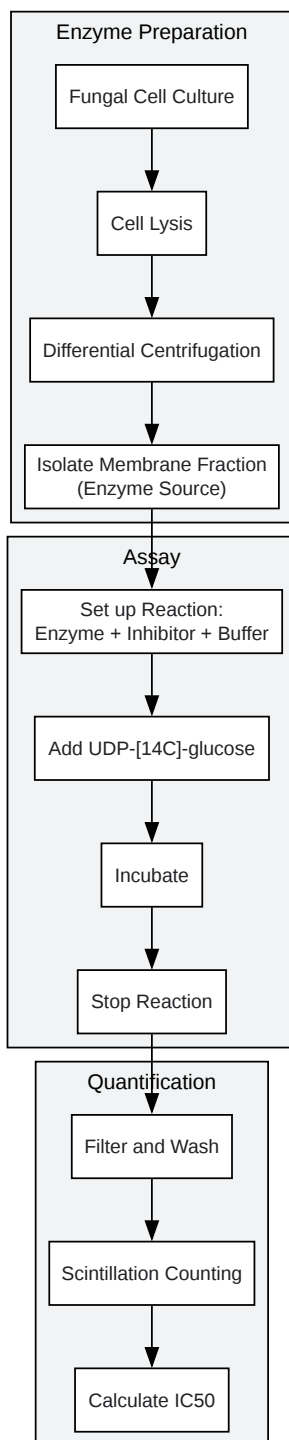 Enzyme Preparation
Fungal Cell Culture
Cell Lysis
Differential Centrifugation
Isolate Membrane Fraction
(Enzyme Source)
Assay
Set up Reaction:
Enzyme + Inhibitor + Buffer
Add UDP-[14C]-glucose
Incubate
Stop Reaction
Quantification
Filter and Wash
Scintillation Counting
Calculate IC50